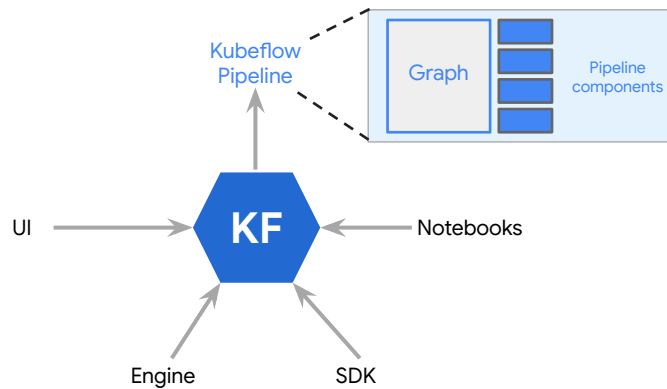 Kubeflow
Pipeline
Graph
Pipeline
components
UI
KF
Notebooks
Engine
SDK